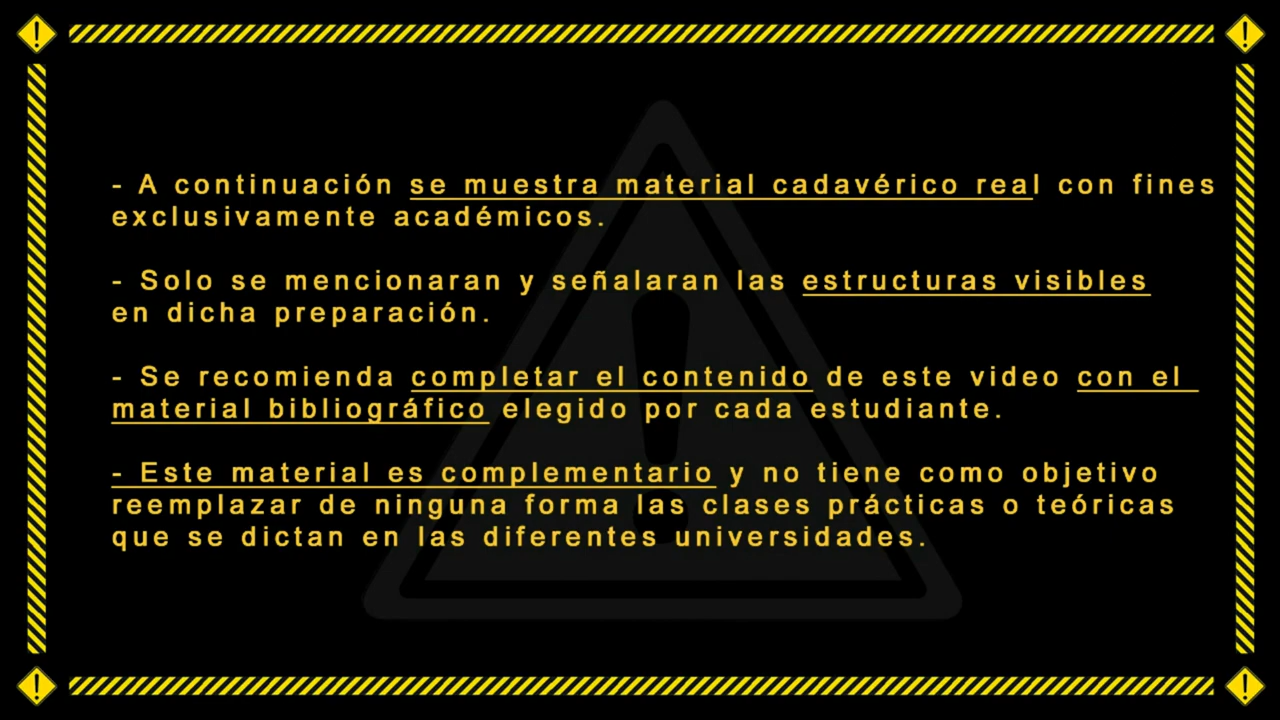 - A continuación se muestra material cadavérico real con fines
exclusivamente académicos.
- Solo se mencionaran y señalaran las estructuras visibles
en dicha preparación.
- Se recomienda completar el contenido de este video con el
material bibliográfico elegido por cada estudiante.
- Este material es complementario y no tiene como objetivo
reemplazar de ninguna forma las clases prácticas o teóricas
que se dictan en las diferentes universidades.